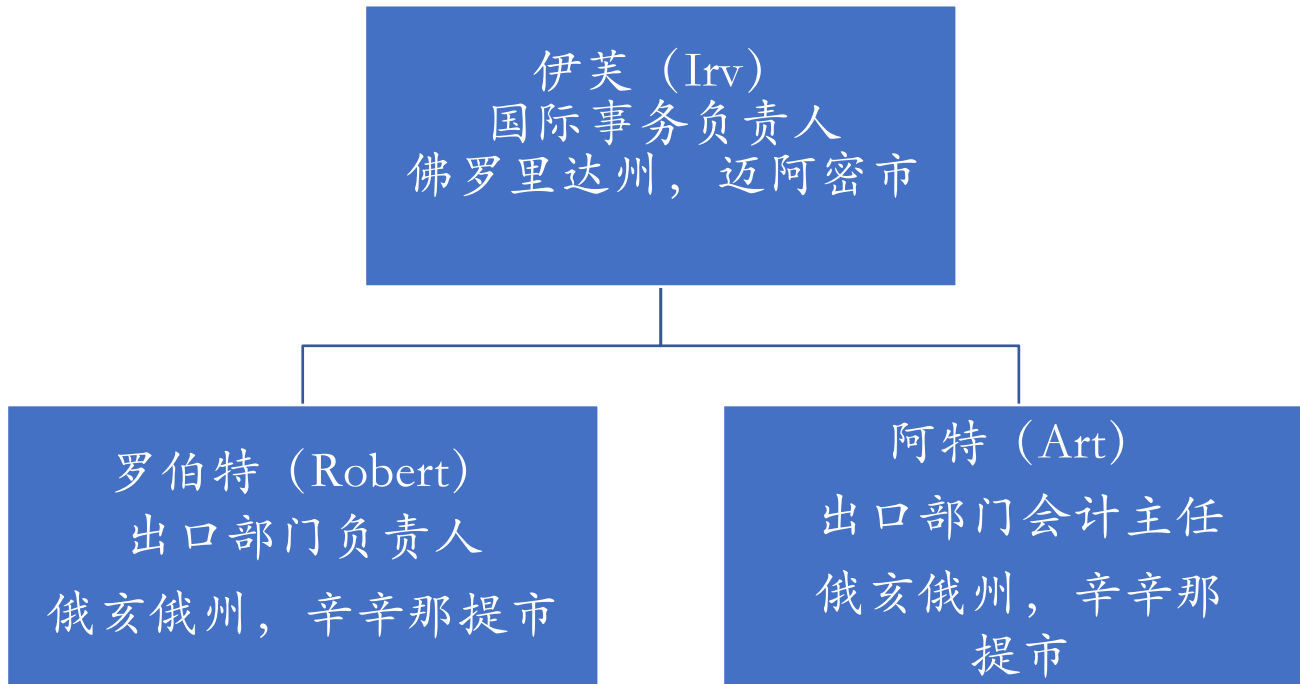 伊芙（Irv）
国际事务负责人
佛罗里达州，迈阿密市
罗伯特（Robert）
出口部门负责人
俄亥俄州，辛辛那提市
阿特（Art）
出口部门会计主任
俄亥俄州，辛辛那
提市